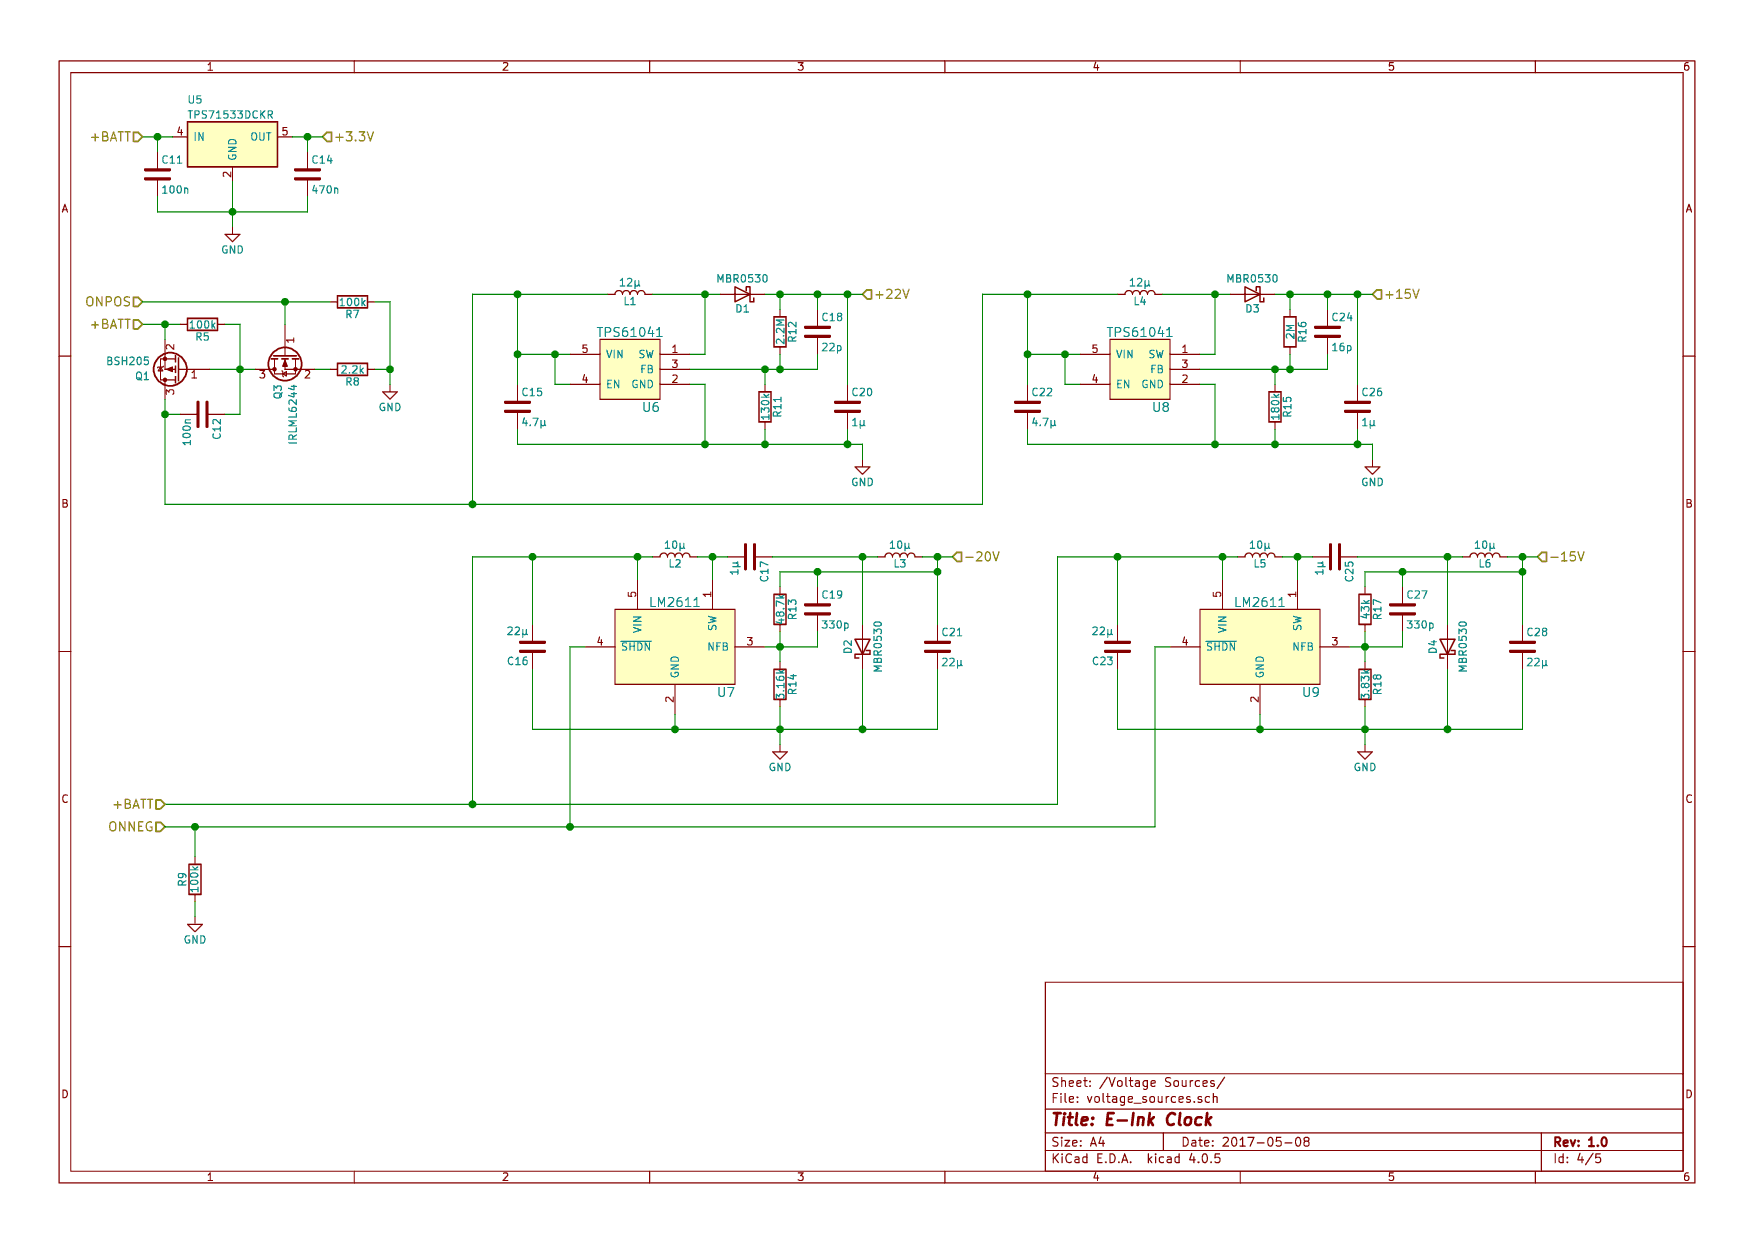 1 2 3 4 5 6
A A
B B
C C
D D
U5
TPS71533DCKR
+BATT 4 IN OUT 5 +3.3V
GND
2
C11
100n
C14
470n
GND
ONPOS
100k
R7
+BATT
100k
R5
BSH205
Q1
2
1
3
1
3 2
Q3
IRLML6244
2.2k
R8
GND
100n
C12
12µ
L1
MBR0530
D1
+22V
TPS61041
5 VIN SW 1
FB 3
4 EN GND 2
U6
2.2M
R12
C18
22p
130k
R11
C15
4.7µ
C20
1µ
GND
12µ
L4
MBR0530
D3
+15V
TPS61041
5 VIN SW 1
FB 3
4 EN GND 2
U8
2M
R16
C24
16p
180k
R15
C22
4.7µ
C26
1µ
GND
10µ
L2
1µ
C17
10µ
L3
-20V
LM2611
5 VIN
1 SW
4 SHDN NFB 3
GND
2
U7
22µ
C16
48.7k
R13
C19
330p
3.16k
R14
D2
MBR0530
C21
22µ
GND
10µ
L5
1µ
C25
10µ
L6
-15V
LM2611
5 VIN
1 SW
4 SHDN NFB 3
GND
2
U9
22µ
C23
43k
R17
C27
330p
3.83k
R18
D4
MBR0530
C28
22µ
GND
+BATT
ONNEG
R9
100k
GND
Sheet: /Voltage Sources/
File: voltage_sources.sch
Title: E-Ink Clock
Size: A4 Date: 2017-05-08 Rev: 1.0
KiCad E.D.A. kicad 4.0.5 Id: 4/5
1 2 3 4 5 6